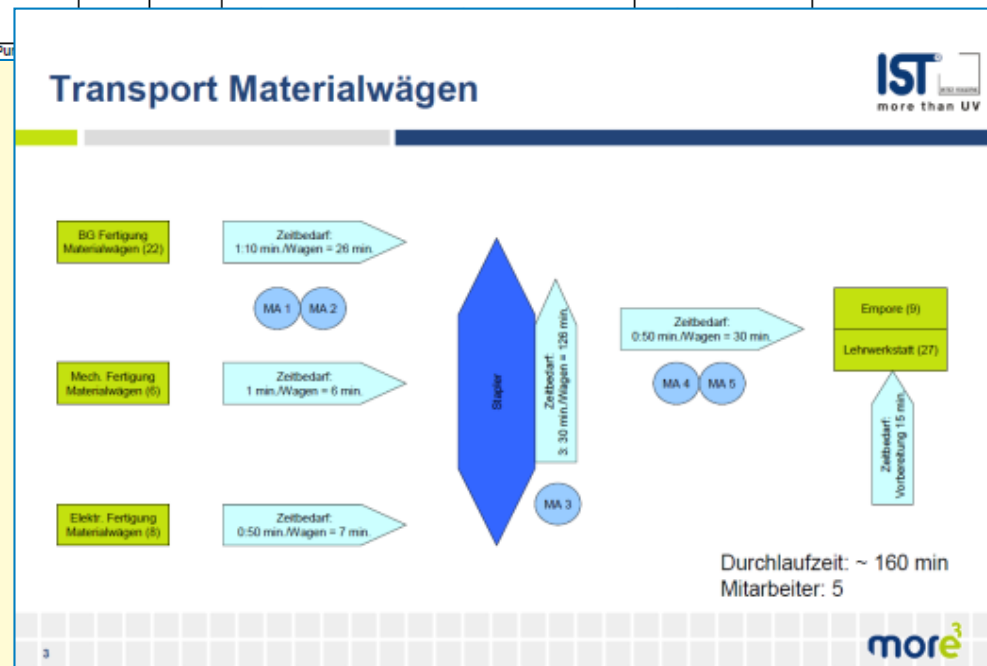 Pu
Transport Materialwägen
IST
more than UV
BG Fertigung
Materialwägen (22)
Zeitbedarf:
1:10 min./Wagen = 26 min.
MA 1
MA 2
Mech. Fertigung
Materialwägen (6)
Zeitbedarf:
1 min./Wagen = 6 min.
Elektr. Fertigung
Materialwägen (8)
Zeitbedarf:
0:50 min./Wagen = 7 min.
Stapler
Zeitbedarf:
3: 30 min./Wagen = 126 min.
MA 3
Zeitbedarf:
0:50 min./Wagen = 30 min.
MA 4
MA 5
Empore (9)
Lehrwerkstatt (27)
Zeitbedarf:
Vorbereitung 15 min.
Durchlaufzeit: ~ 160 min
Mitarbeiter: 5
3
more3